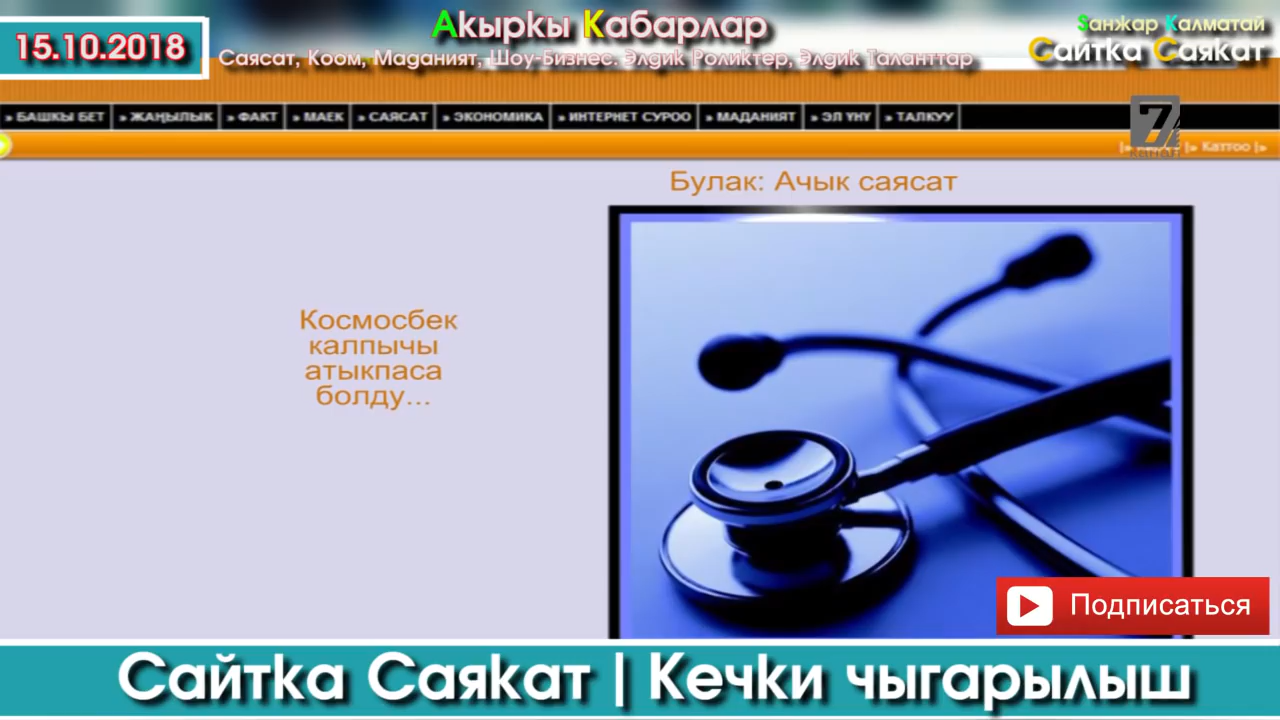 15.10.2018
Акыркы Кабарлар
Саясат, Коом, Маданият, Шоу-Бизнес. Элдик Роликтер, Элдик Таланттар
Sанжар Калматай
Сайтка Саякат
» БАШКЫ БЕТ » ЖАҢЫЛЫК » ФАКТ » МАЕК » САЯСАТ » ЭКОНОМИКА » ИНТЕРНЕТ СУРОО » МАДАНИЯТ » ЭЛ ҮНҮ » ТАЛКУУ
7
канал
|» Каттоо |»
Булак: Ачык саясат
Космосбек
калпычы
атыкпаса
болду...
Подписаться
Сайтка Саякат | Кечки чыгарылыш